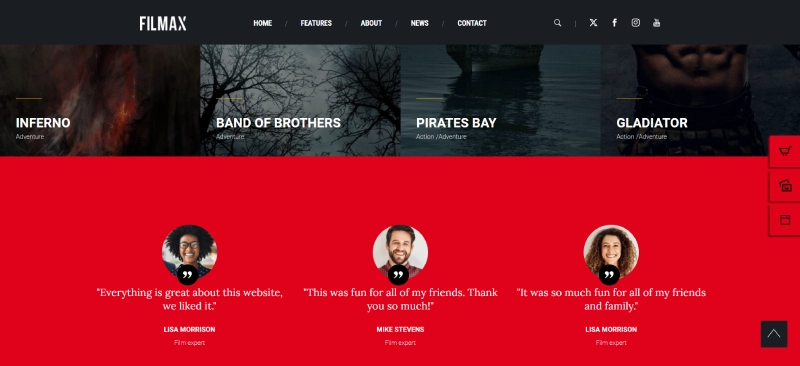 FILMAX
HOME / FEATURES / ABOUT / NEWS / CONTACT
INFERNO
Adventure
BAND OF BROTHERS
Adventure
PIRATES BAY
Action /Adventure
GLADIATOR
Action /Adventure
"Everything is great about this website,
we liked it."
LISA MORRISON
Film expert
"This was fun for all of my friends. Thank
you so much!"
MIKE STEVENS
Film expert
"It was so much fun for all of my friends
and family."
LISA MORRISON
Film expert